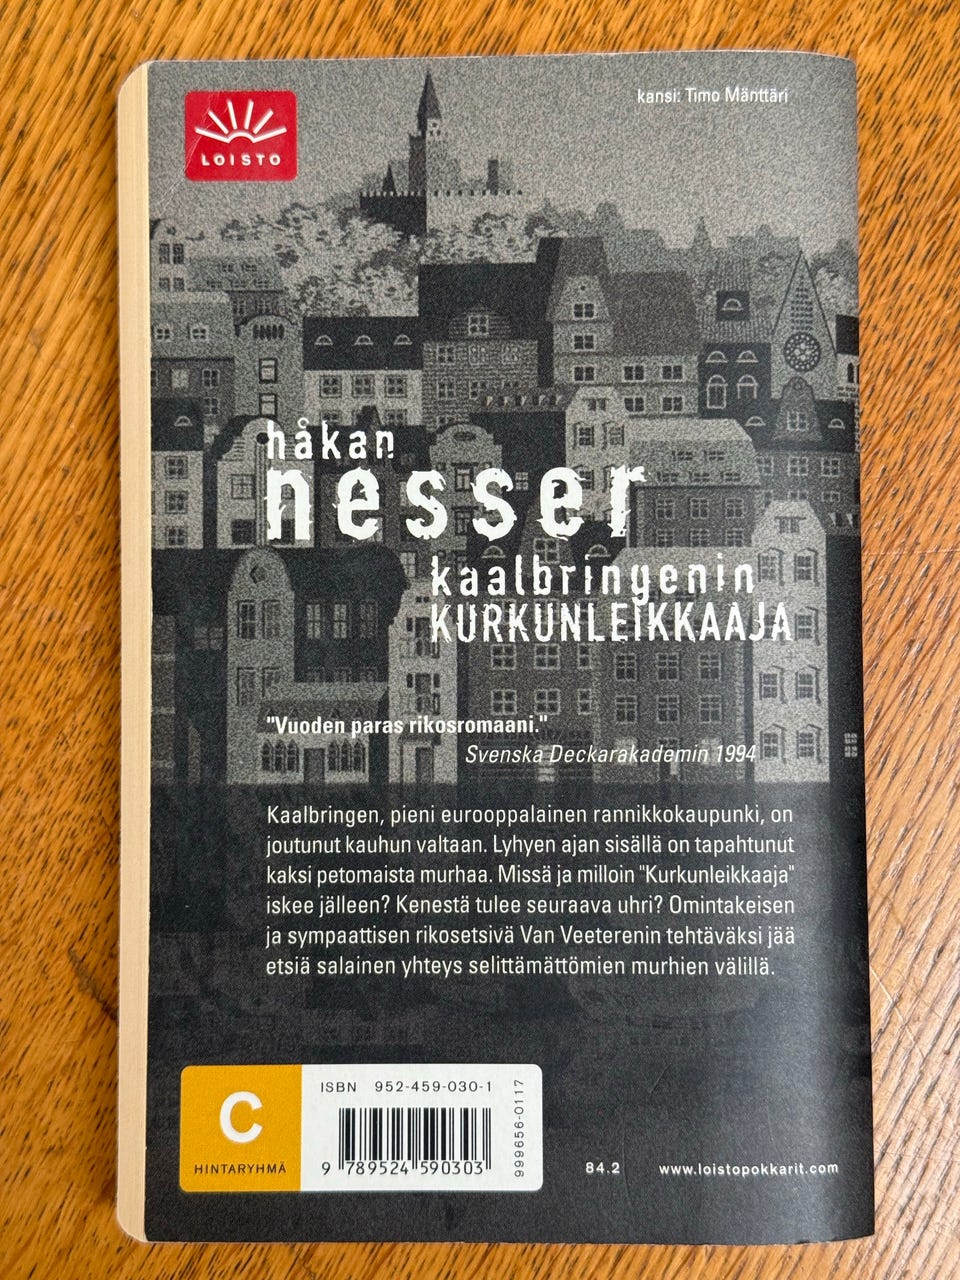 LOISTO
kansi: Timo Mänttäri
håkan
nesser
kaalbringenin
KURKUNLEIKKAAJA
"Vuoden paras rikosromaani."
Svenska Deckarakademin 1994
Kaalbringen, pieni eurooppalainen rannikkokaupunki, on
joutunut kauhun valtaan. Lyhyen ajan sisällä on tapahtunut
kaksi petomaista murhaa. Missä ja milloin "Kurkunleikkaaja"
iskee jälleen? Kenestä tulee seuraava uhri? Omintakeisen
ja sympaattisen rikosetsivä Van Veeterenin tehtäväksi jää
etsiä salainen yhteys selittämättömien murhien välillä.
C
HINTARYHMÄ
ISBN 952-459-030-1
9 789524 590303
999656-0117
84.2
www.loistopokkarit.com